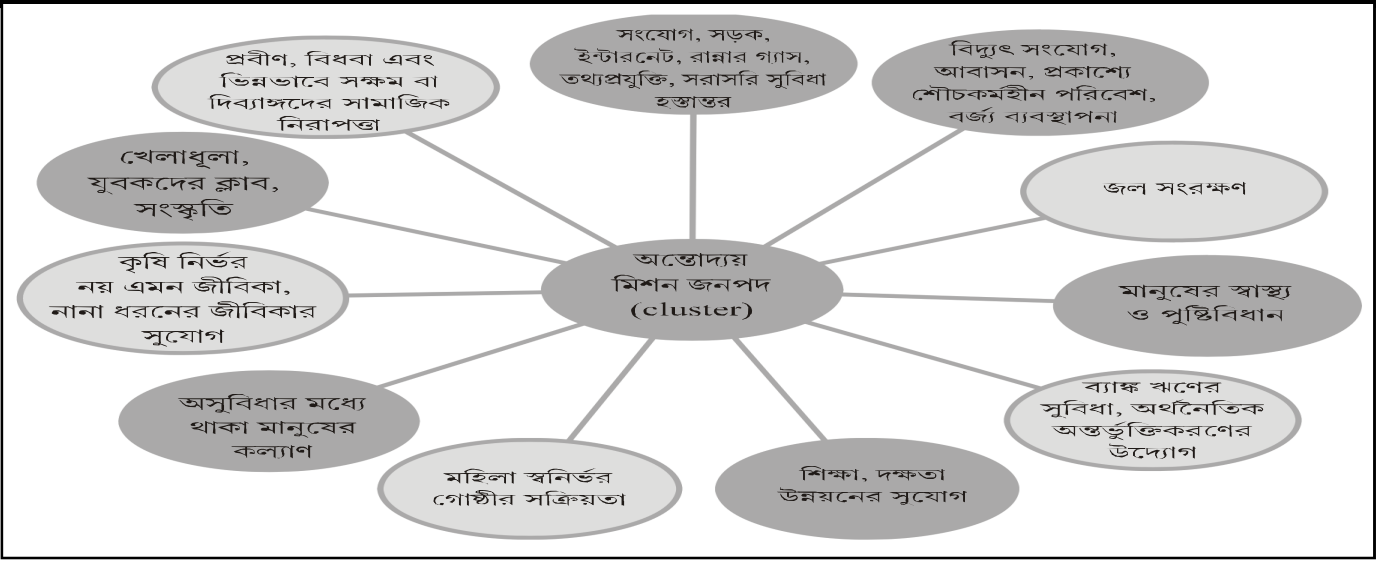 প্রবীণ, বিধবা এবং
ভিন্নভাবে সক্ষম বা
দিব্যাঙ্গদের সামাজিক
নিরাপত্তা
সংযোগ, সড়ক,
ইন্টারনেট, রান্নার গ্যাস,
তথ্যপ্রযুক্তি, সরাসরি সুবিধা
হস্তান্তর
বিদ্যুৎ সংযোগ,
আবাসন, প্রকাশ্যে
শৌচকর্মহীন পরিবেশ,
বর্জ্য ব্যবস্থাপনা
খেলাধূলা,
যুবকদের ক্লাব,
সংস্কৃতি
জল সংরক্ষণ
কৃষি নির্ভর
নয় এমন জীবিকা,
নানা ধরনের জীবিকার
সুযোগ
অন্তোদ্যয়
মিশন জনপদ
(cluster)
মানুষের স্বাস্থ্য
ও পুষ্টিবিধান
অসুবিধার মধ্যে
থাকা মানুষের
কল্যাণ
মহিলা স্বনির্ভর
গোষ্ঠীর সক্রিয়তা
শিক্ষা, দক্ষতা
উন্নয়নের সুযোগ
ব্যাঙ্ক ঋণের
সুবিধা, অর্থনৈতিক
অন্তর্ভুক্তিকরণের
উদ্যোগ